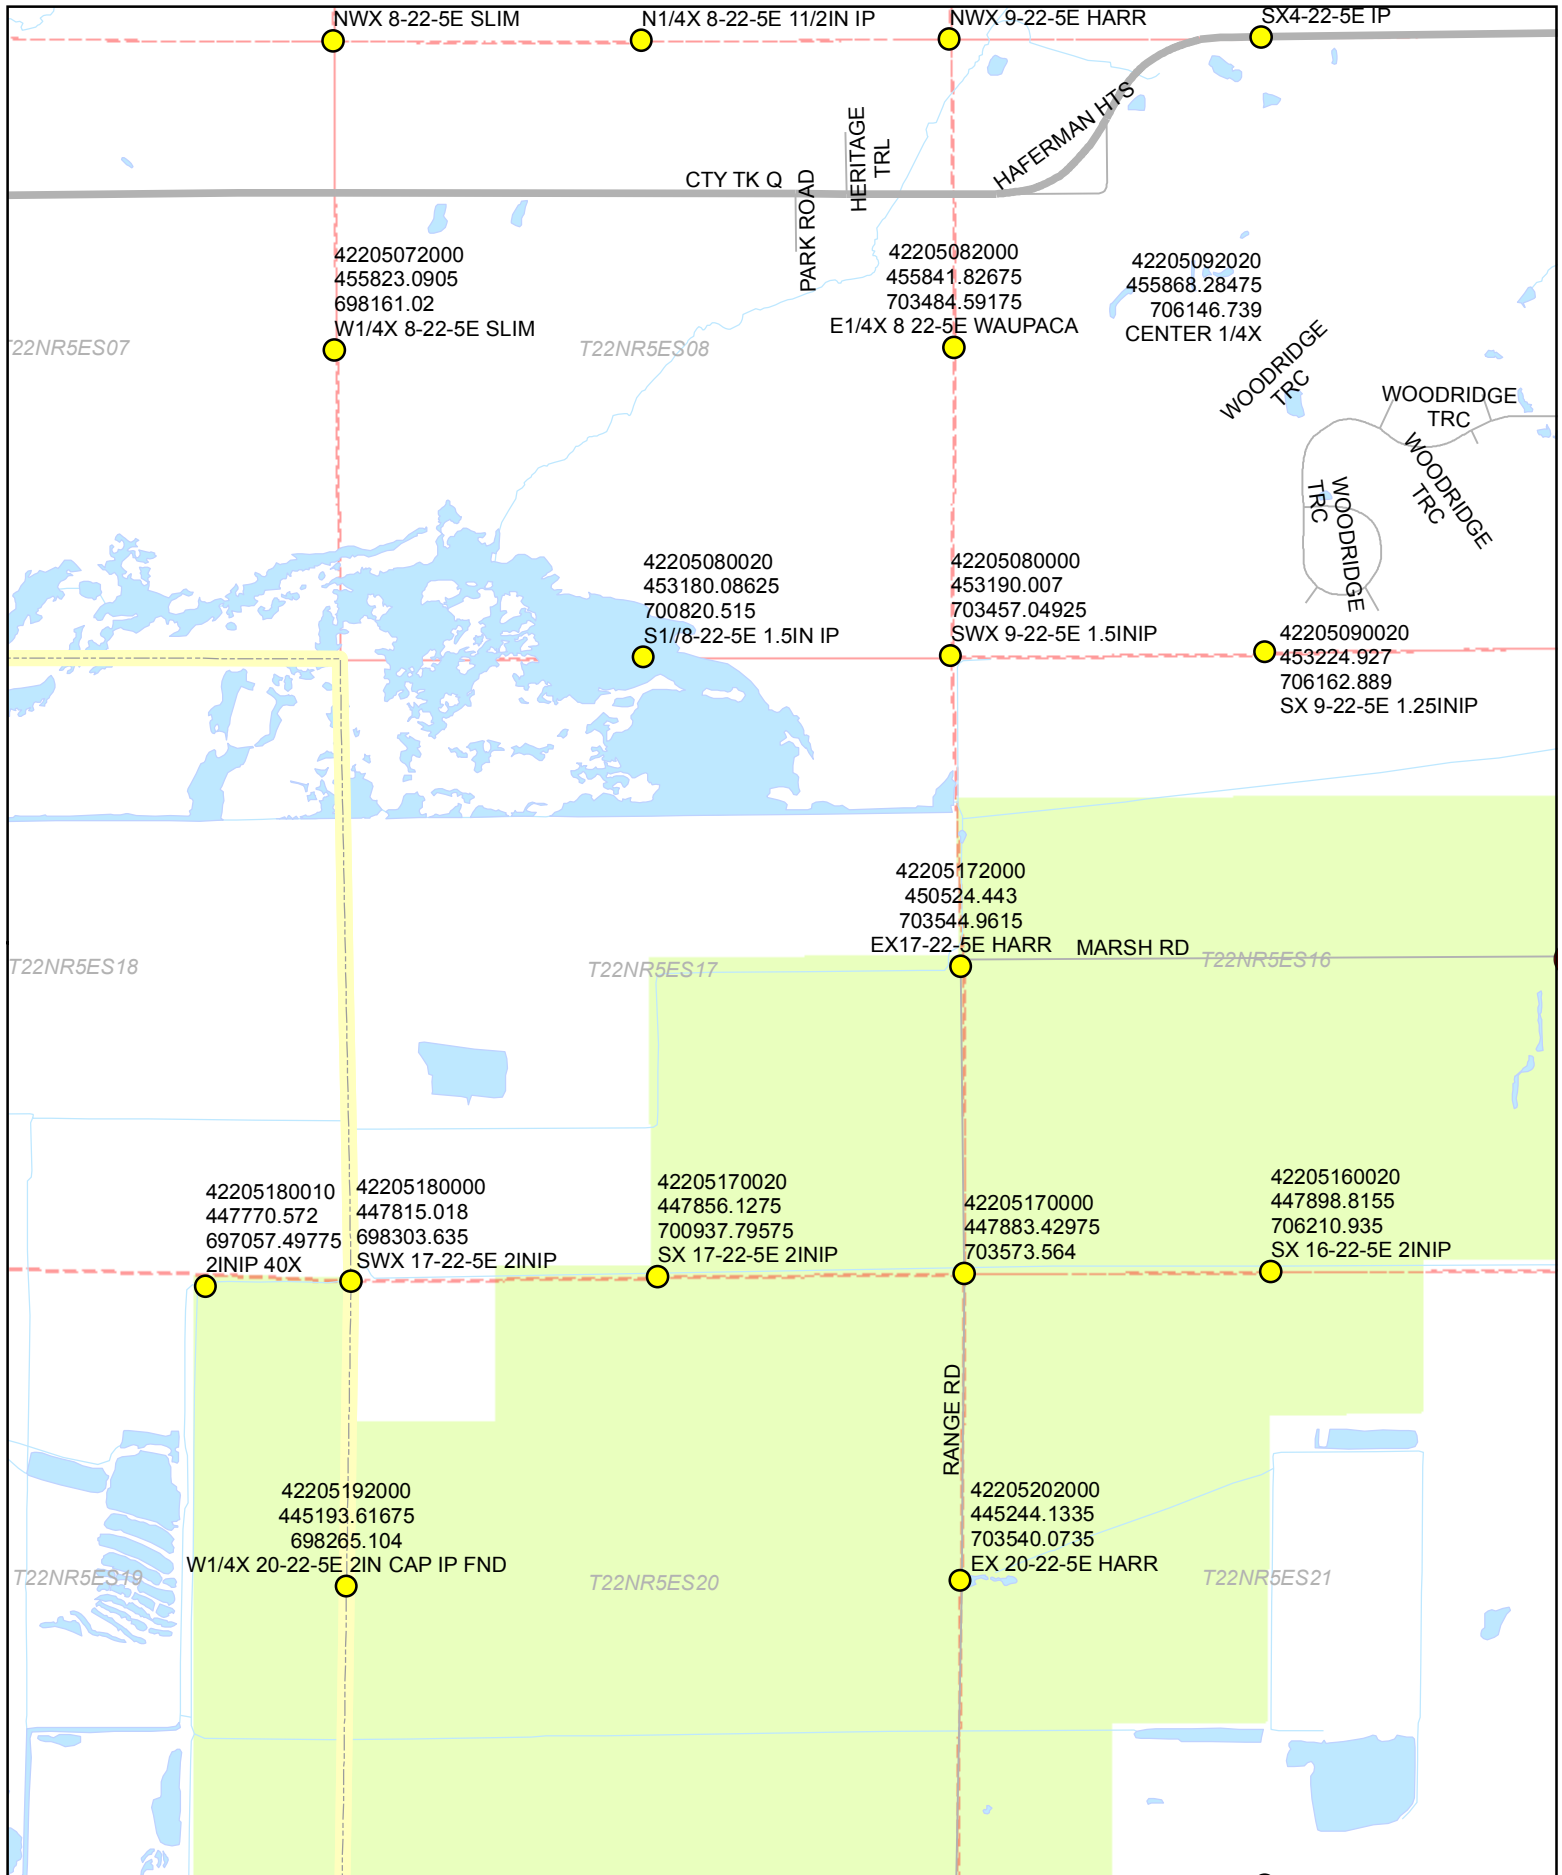 NWX 8-22-5E SLIM
N1/4X 8-22-5E 11/2IN IP
NWX 9-22-5E HARR
SX4-22-5E IP
HAFERMAN HTS
HERITAGE
TRL
CTY TK Q
PARK ROAD
42205072000
455823.0905
698161.02
W1/4X 8-22-5E SLIM
42205082000
455841.82675
703484.59175
E1/4X 8 22-5E WAUPACA
42205092020
455868.28475
706146.739
CENTER 1/4X
T22NR5ES07
T22NR5ES08
WOODRIDGE
TRC
WOODRIDGE
TRC
WOODRIDGE
TRC
WOODRIDGE
TRC
42205080020
453180.08625
700820.515
S1//8-22-5E 1.5IN IP
42205080000
453190.007
703457.04925
SWX 9-22-5E 1.5INIP
42205090020
453224.927
706162.889
SX 9-22-5E 1.25INIP
42205172000
450524.443
703544.9615
EX17-22-5E HARR
MARSH RD
T22NR5ES18
T22NR5ES17
T22NR5ES16
42205180010
447770.572
697057.49775
2INIP 40X
42205180000
447815.018
698303.635
SWX 17-22-5E 2INIP
42205170020
447856.1275
700937.79575
SX 17-22-5E 2INIP
42205170000
447883.42975
703573.564
42205160020
447898.8155
706210.935
SX 16-22-5E 2INIP
RANGE RD
42205192000
445193.61675
698265.104
W1/4X 20-22-5E 2IN CAP IP FND
42205202000
445244.1335
703540.0735
EX 20-22-5E HARR
T22NR5ES19
T22NR5ES20
T22NR5ES21